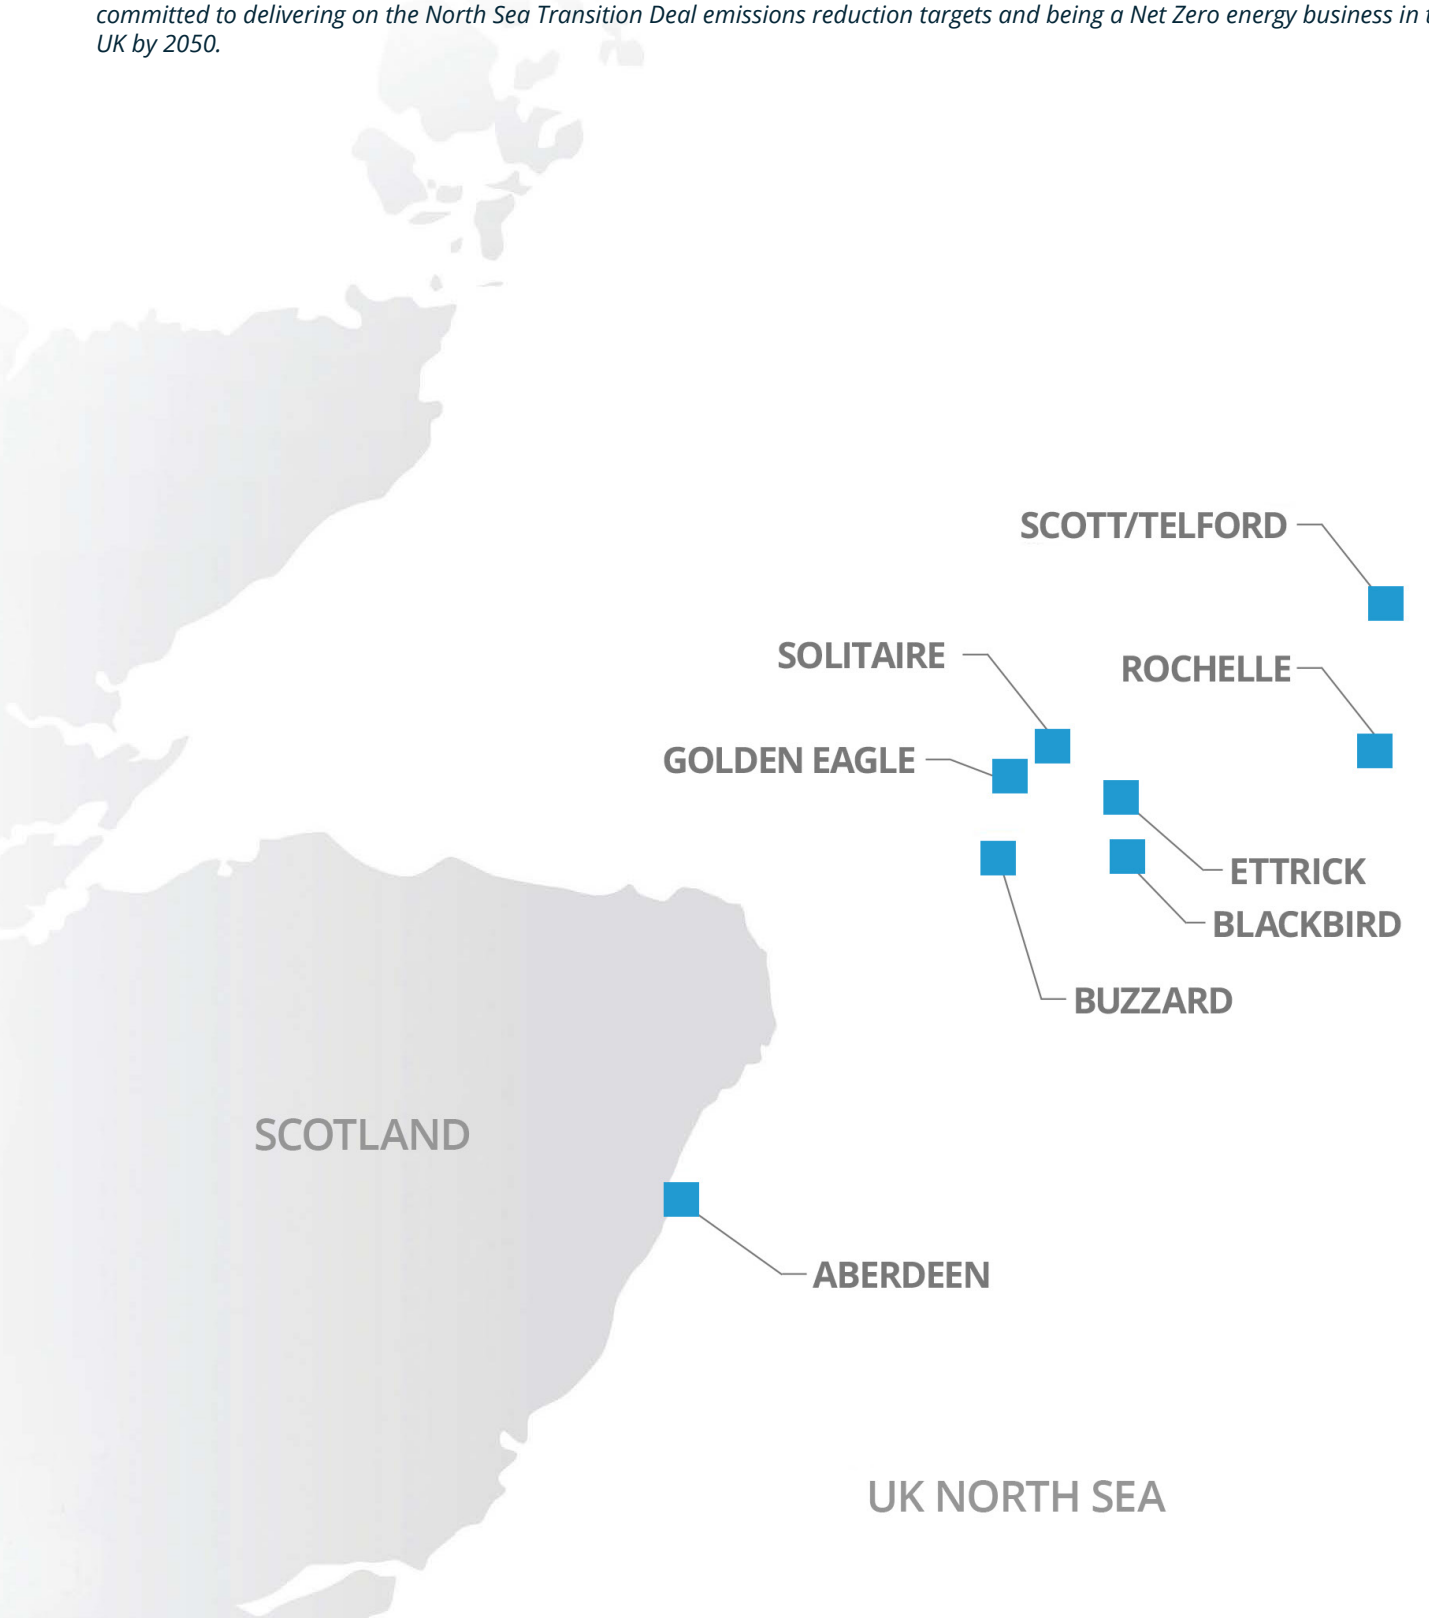 committed to delivering on the North Sea Transition Deal emissions reduction targets and being a Net Zero energy business in
UK by 2050.
SCOTT/TELFORD
SOLITAIRE
ROCHELLE
GOLDEN EAGLE
ETTRICK
BLACKBIRD
BUZZARD
SCOTLAND
ABERDEEN
UK NORTH SEA